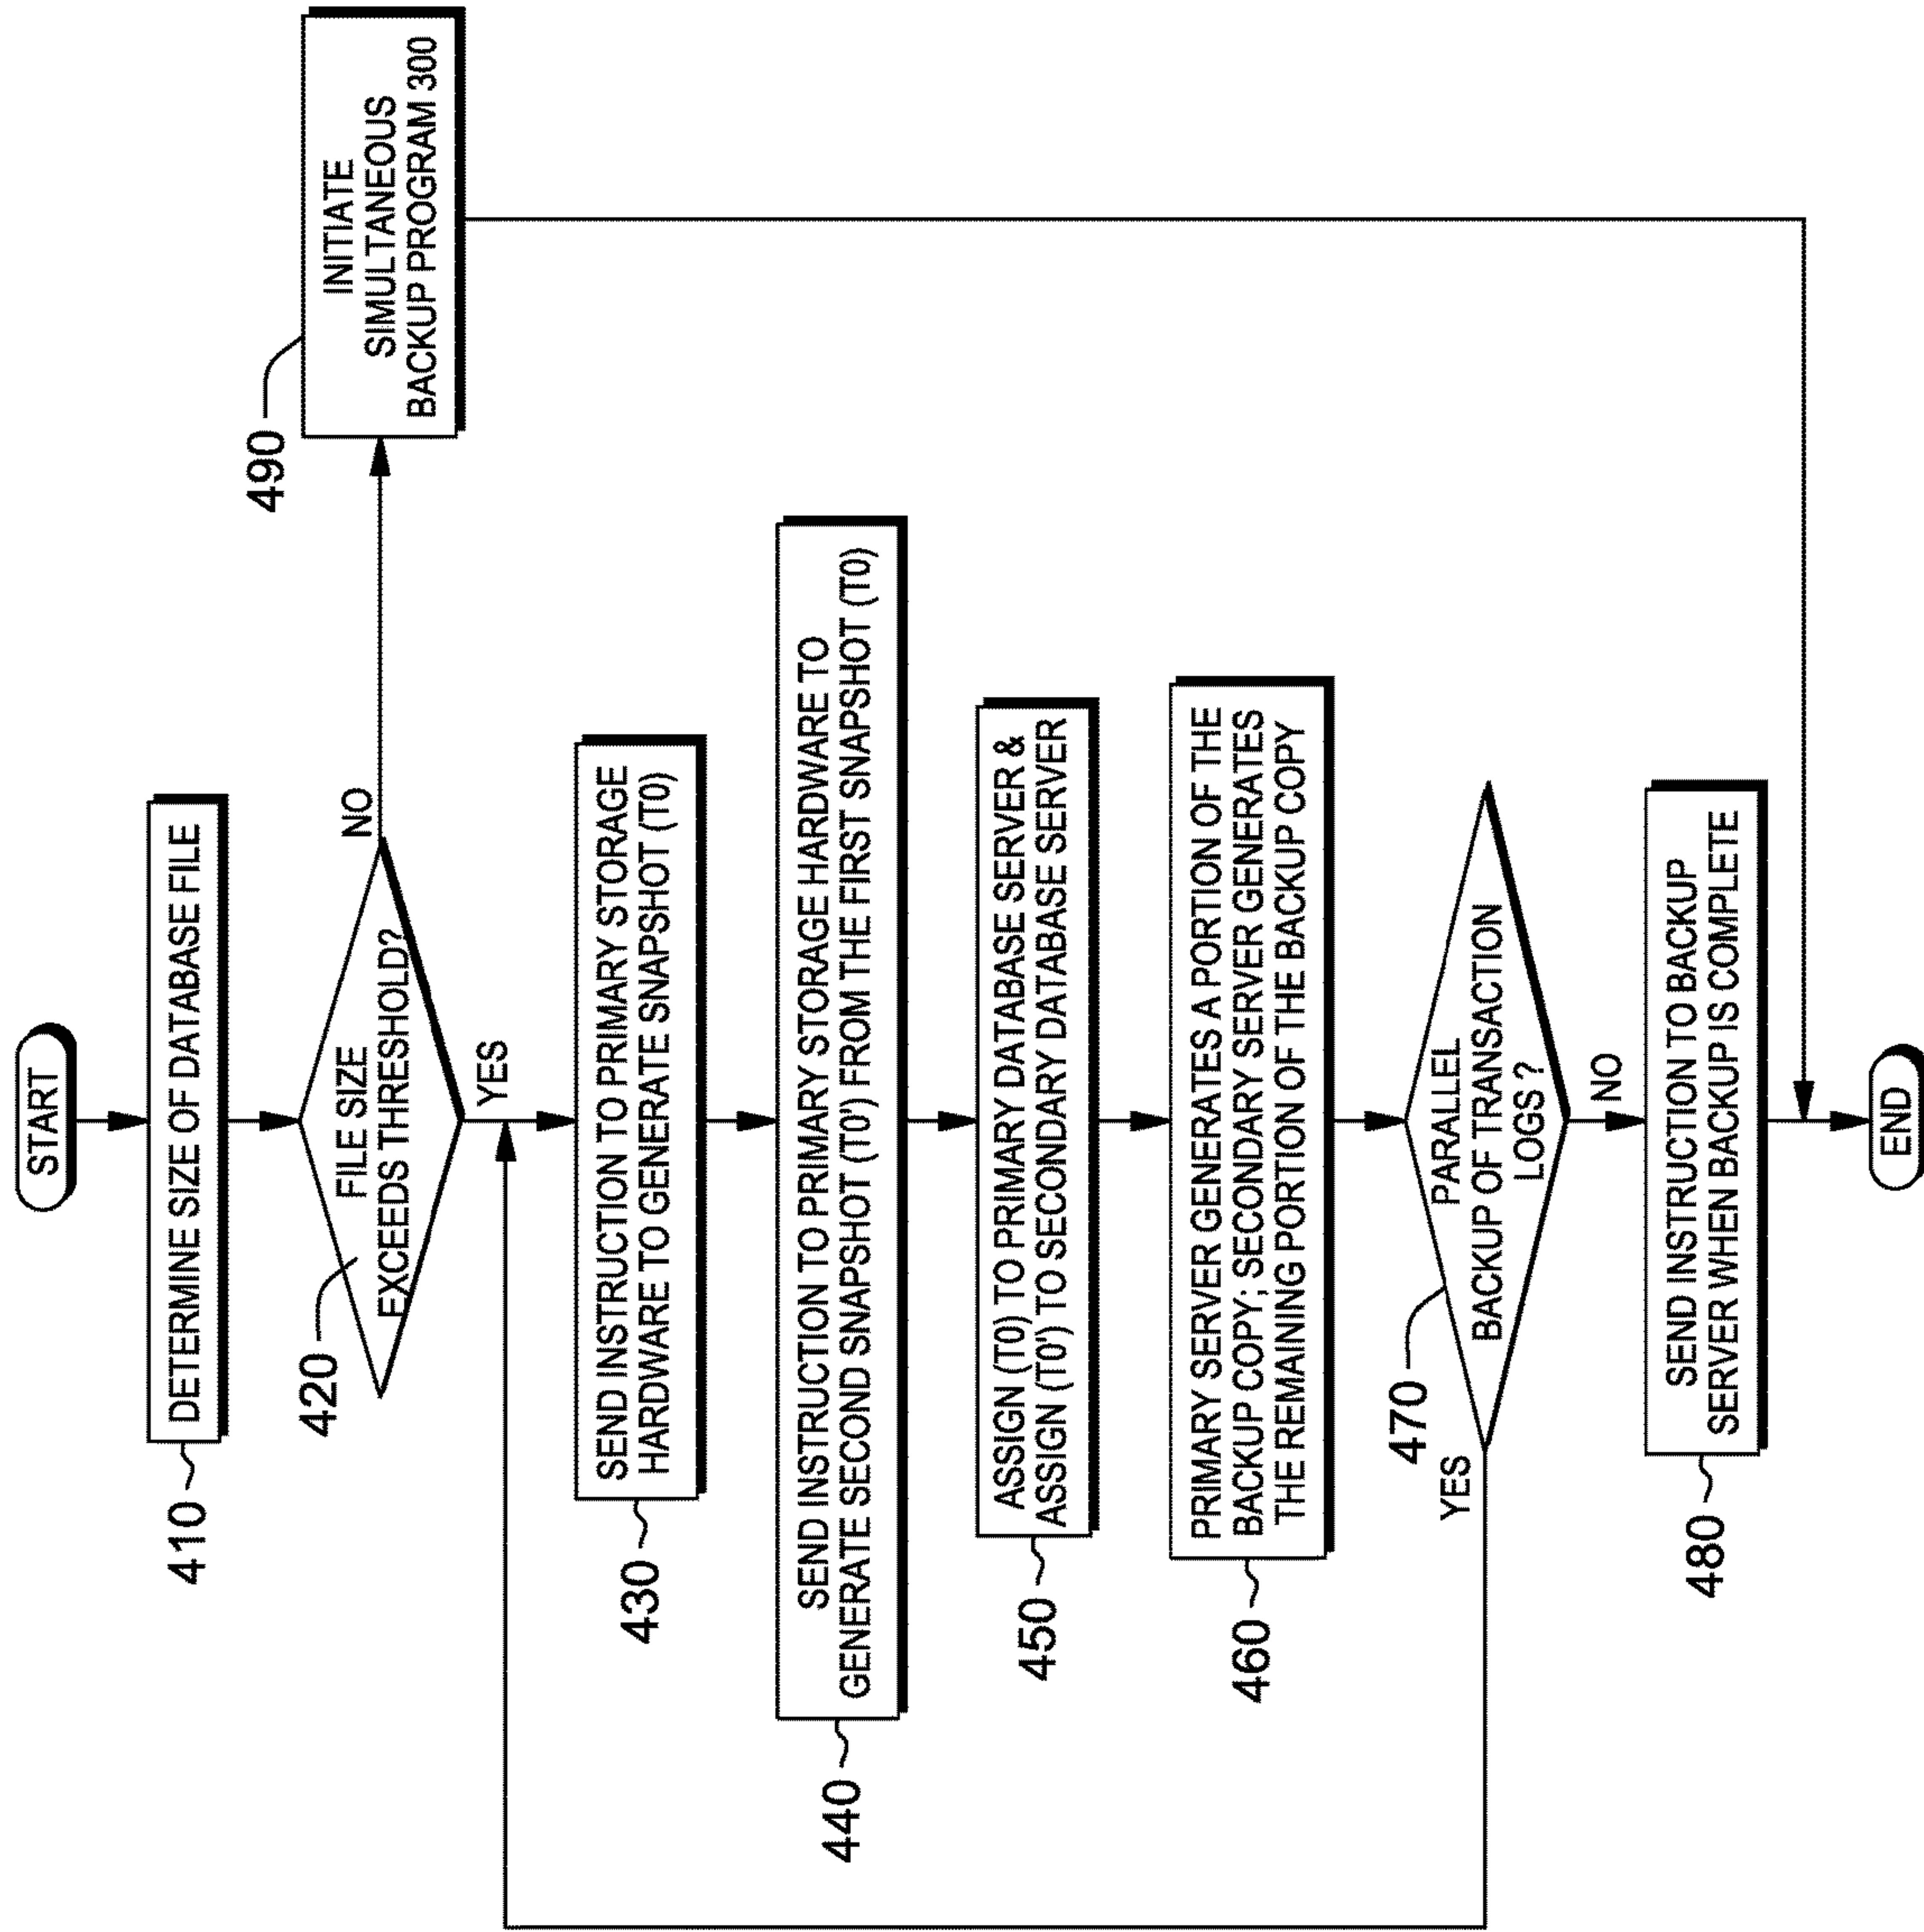 START
410
DETERMINE SIZE OF DATABASE FILE
420
FILE SIZE
EXCEEDS THRESHOLD?
NO
YES
490
INITIATE
SIMULTANEOUS
BACKUP PROGRAM 300
430
SEND INSTRUCTION TO PRIMARY STORAGE
HARDWARE TO GENERATE SNAPSHOT (T0)
440
SEND INSTRUCTION TO PRIMARY STORAGE HARDWARE TO
GENERATE SECOND SNAPSHOT (T0') FROM THE FIRST SNAPSHOT (T0)
450
ASSIGN (T0) TO PRIMARY DATABASE SERVER &
ASSIGN (T0') TO SECONDARY DATABASE SERVER
460
PRIMARY SERVER GENERATES A PORTION OF THE
BACKUP COPY; SECONDARY SERVER GENERATES
THE REMAINING PORTION OF THE BACKUP COPY
470
PARALLEL
BACKUP OF TRANSACTION
LOGS ?
YES
NO
480
SEND INSTRUCTION TO BACKUP
SERVER WHEN BACKUP IS COMPLETE
END